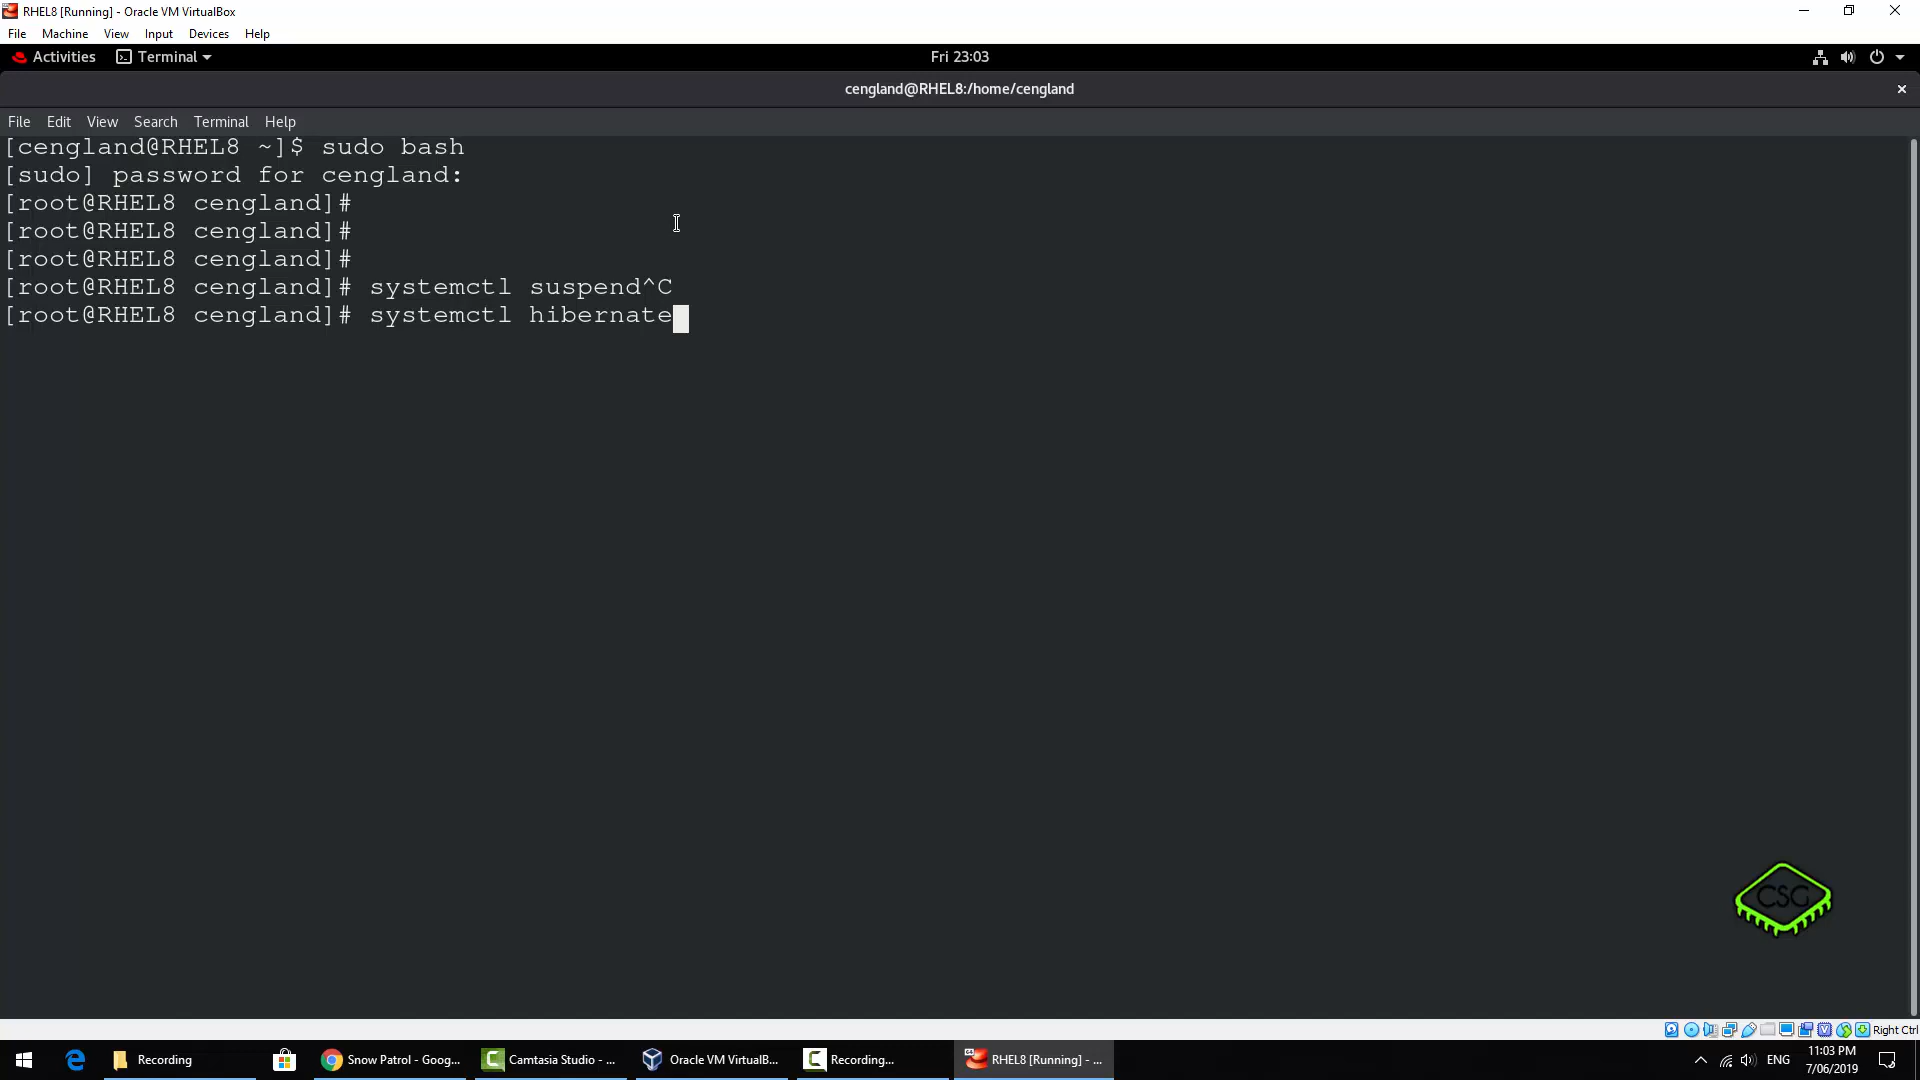 RHEL8 [Running] - Oracle VM VirtualBox
File Machine View Input Devices Help
Activities Terminal Fri 23:03
cengland@RHEL8:/home/cengland
File Edit View Search Terminal Help
[cengland@RHEL8 ~]$ sudo bash
[sudo] password for cengland:
[root@RHEL8 cengland]#
[root@RHEL8 cengland]#
[root@RHEL8 cengland]#
[root@RHEL8 cengland]# systemctl suspend^C
[root@RHEL8 cengland]# systemctl hibernate
CSG
Right Ctrl
Recording Snow Patrol - Goog... Camtasia Studio - ... Oracle VM VirtualB... Recording... RHEL8 [Running] - ... ENG 11:03 PM
7/06/2019